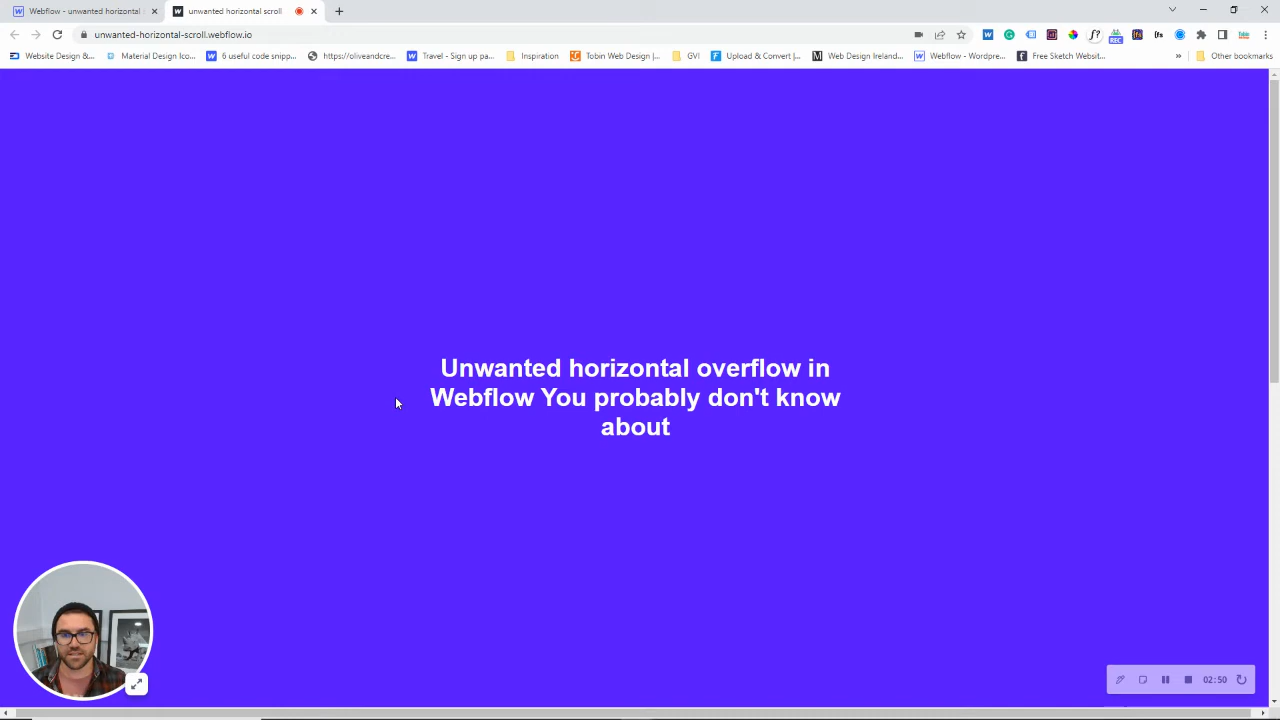 Webflow - unwanted horizontal
unwanted horizontal scroll
unwanted-horizontal-scroll.webflow.io
Website Design &...
Material Design Ico...
6 useful code snipp...
https://oliveandcre...
Travel - Sign up pa...
Inspiration
Tobin Web Design |...
GVI
Upload & Convert |...
Web Design Ireland...
Webflow - Wordpre...
Free Sketch Websit...
»
Other bookmarks
Unwanted horizontal overflow in
Webflow You probably don't know
about
02:50